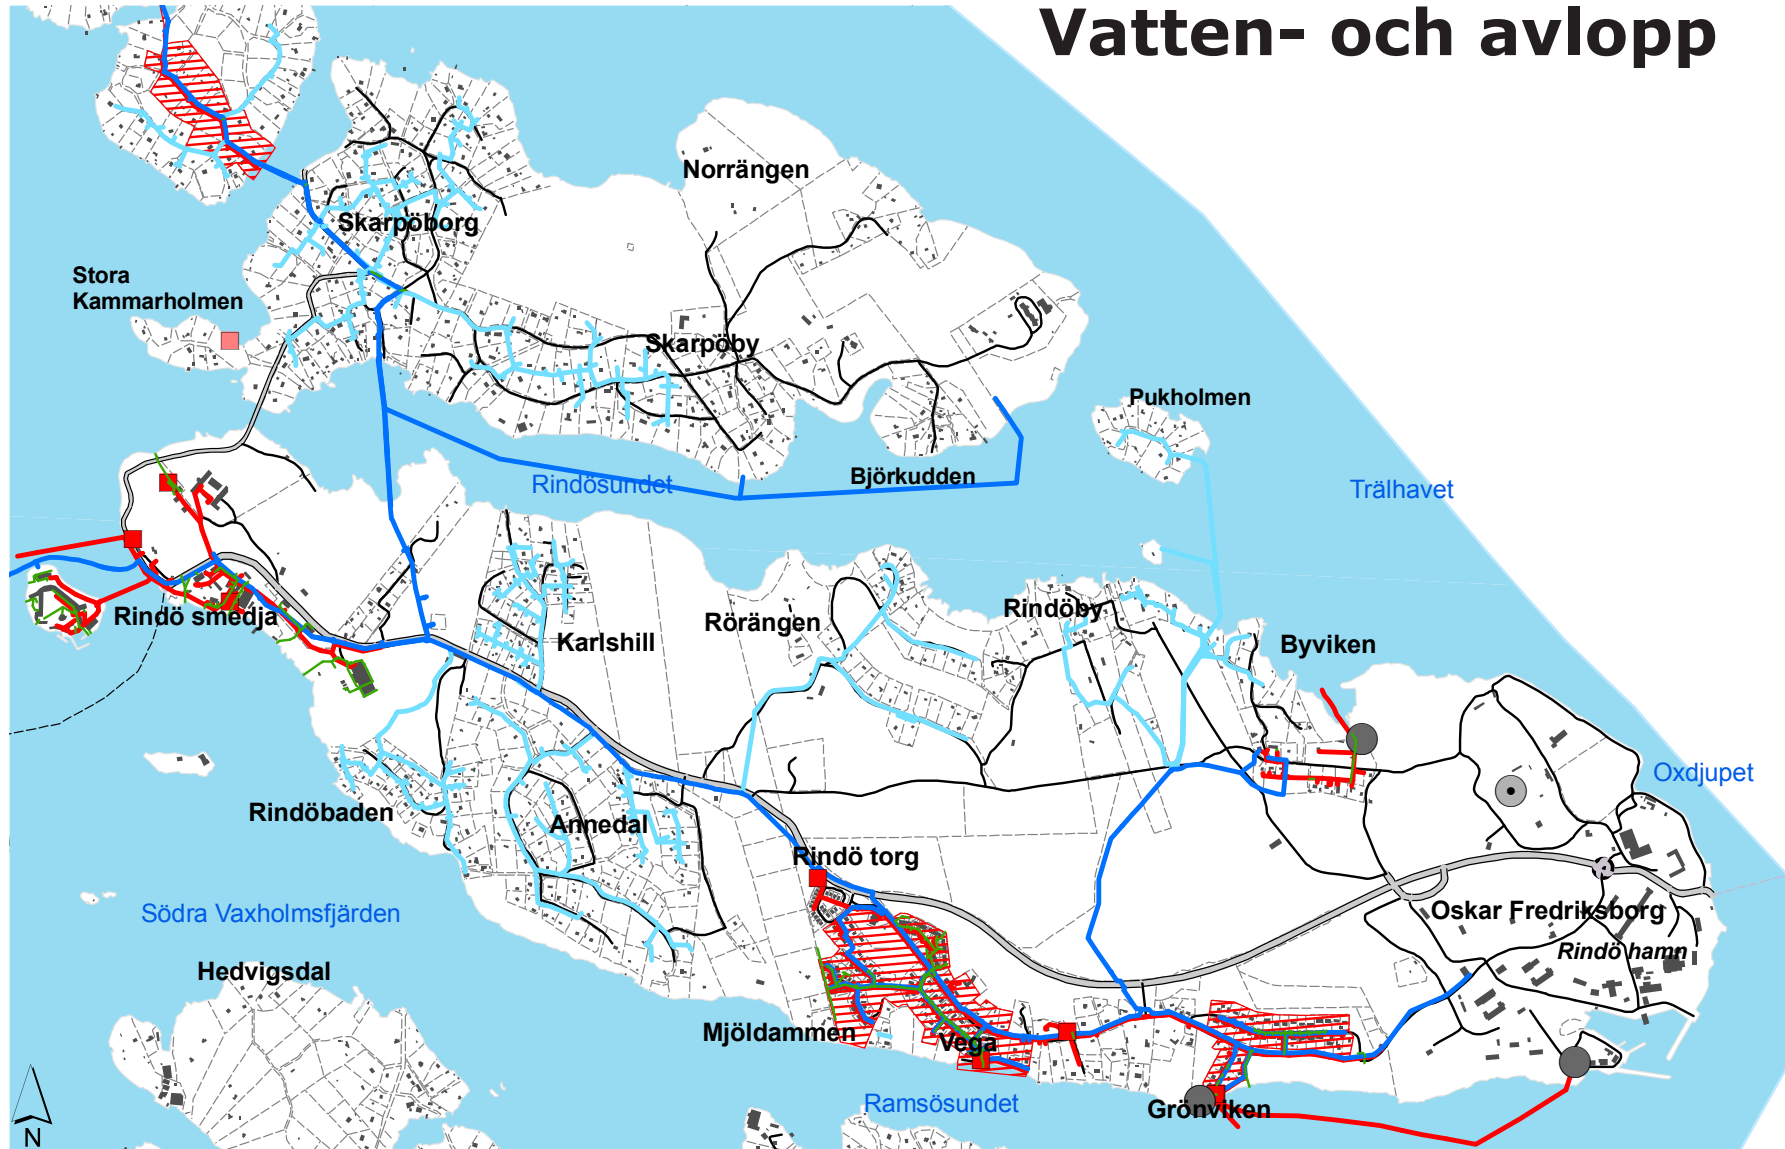 Vatten- och avlopp
Norrängen
Skarpöborg
Stora
Kammarholmen
Skarpöby
Pukholmen
Björkudden
Rindösundet
Trälhavet
Rindö smedja
Karlshill
Rörängen
Rindöby
Byviken
Oxdjupet
Rindöbaden
Annedal
Rindö torg
Södra Vaxholmsfjärden
Oskar Fredriksborg
Rindö hamn
Hedvigsdal
Mjöldammen
Vega
Ramsösundet
Grönviken
N